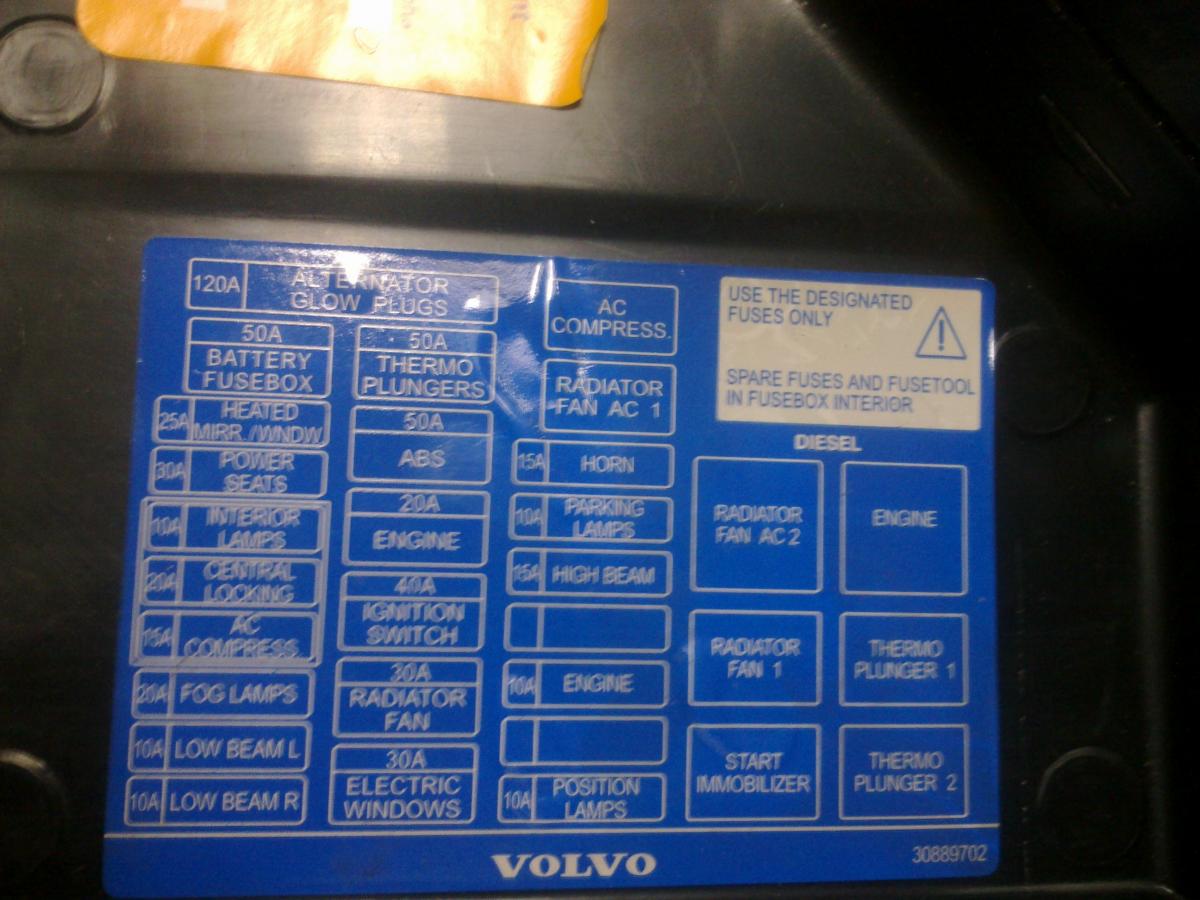 120A ALTERNATOR
GLOW PLUGS
50A
BATTERY
FUSEBOX
50A
THERMO
PLUNGERS
25A HEATED
MIRR./WNDW
30A POWER
SEATS
10A INTERIOR
LAMPS
20A CENTRAL
LOCKING
15A AC
COMPRESS.
20A FOG LAMPS
10A LOW BEAM L
10A LOW BEAM R
50A
ABS
20A
ENGINE
40A
IGNITION
SWITCH
30A
RADIATOR
FAN
30A
ELECTRIC
WINDOWS
AC
COMPRESS.
RADIATOR
FAN AC 1
15A HORN
10A PARKING
LAMPS
15A HIGH BEAM
10A ENGINE
10A POSITION
LAMPS
USE THE DESIGNATED
FUSES ONLY
SPARE FUSES AND FUSETOOL
IN FUSEBOX INTERIOR
DIESEL
RADIATOR
FAN AC 2
ENGINE
RADIATOR
FAN 1
THERMO
PLUNGER 1
START
IMMOBILIZER
THERMO
PLUNGER 2
VOLVO
30889702